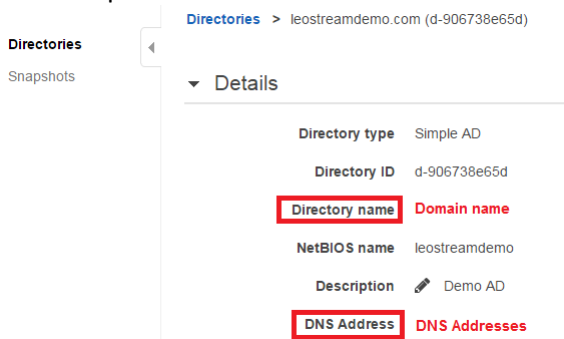 Directories > leostreamdemo.com (d-906738e65d)
Directories
Snapshots
Details
Directory type Simple AD
Directory ID d-906738e65d
Directory name Domain name
NetBIOS name leostreamdemo
Description Demo AD
DNS Address DNS Addresses